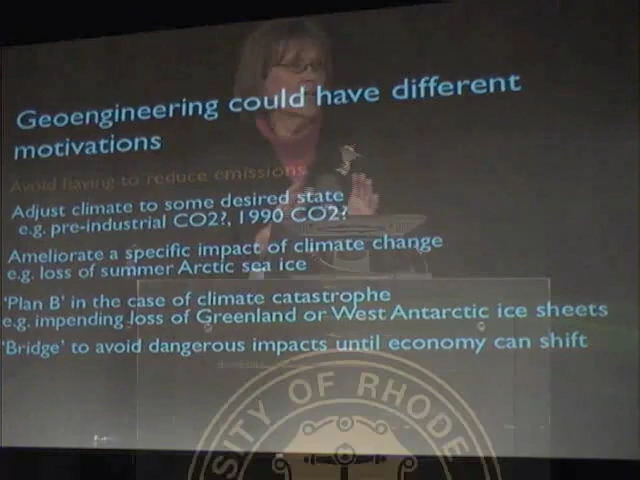 Geoengineering could have different
motivations
Avoid having to reduce emissions
Adjust climate to some desired state
e.g. pre-industrial CO2?, 1990 CO2?
Ameliorate a specific impact of climate change
e.g. loss of summer Arctic sea ice
'Plan B' in the case of climate catastrophe
e.g. impending loss of Greenland or West Antarctic ice sheets
'Bridge' to avoid dangerous impacts until economy can shift
SITY OF RHODE